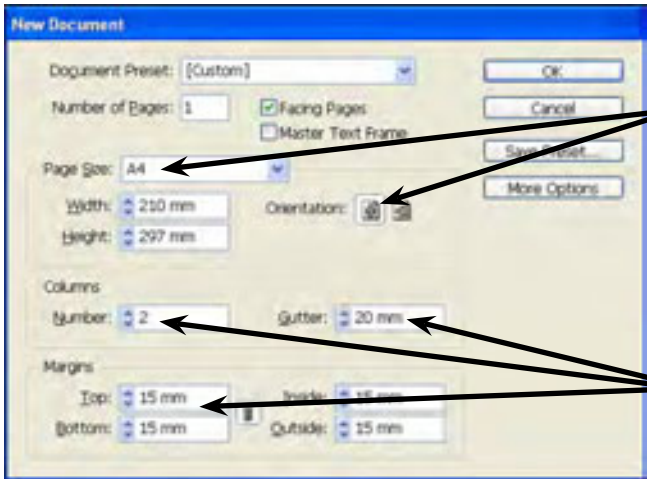 New Document
Document Preset: [Custom]
OK
Number of Pages: 1 Facing Pages Cancel
Master Text Frame
Save Preset...
Page Size: A4
More Options
Width: 210 mm Orientation:
Height: 297 mm
Columns
Number: 2 Gutter: 20 mm
Margins
Top: 15 mm Inside: 15 mm
Bottom: 15 mm Outside: 15 mm